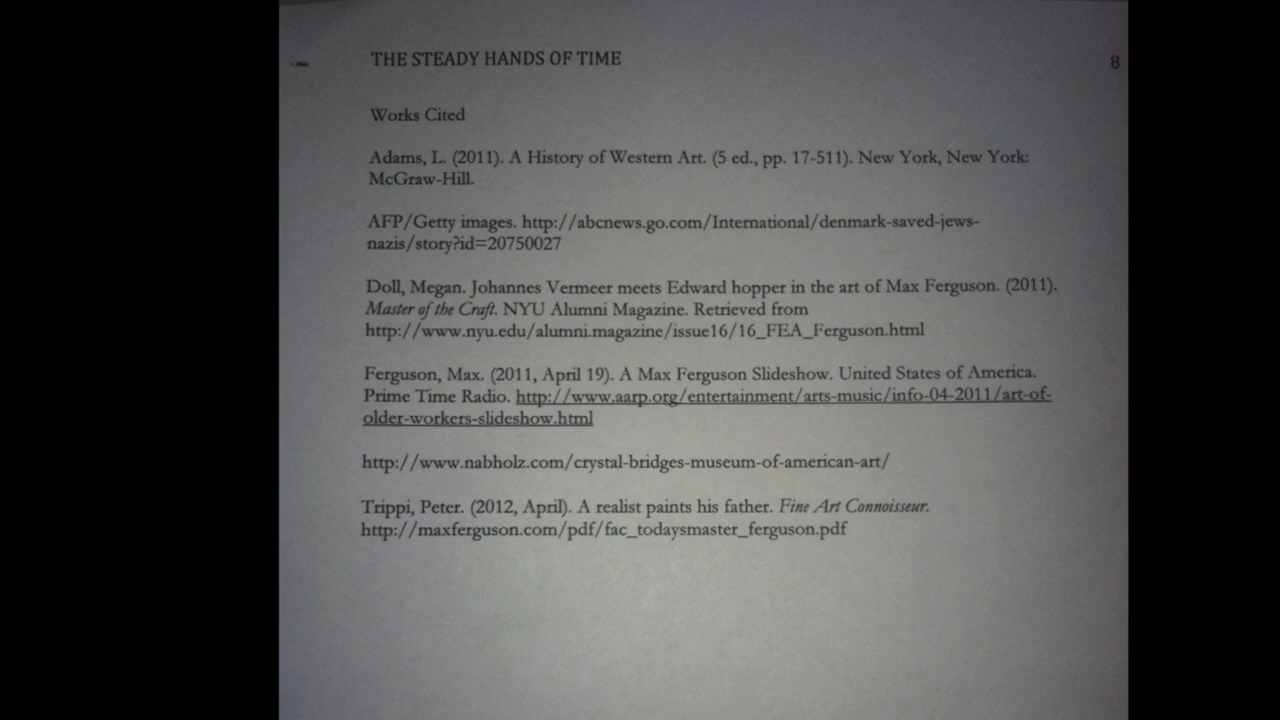 THE STEADY HANDS OF TIME 8
Works Cited
Adams, L. (2011). A History of Western Art. (5 ed., pp. 17-511). New York, New York:
McGraw-Hill.
AFP/Getty images. http://abcnews.go.com/International/denmark-saved-jews-
nazis/story?id=20750027
Doll, Megan. Johannes Vermeer meets Edward hopper in the art of Max Ferguson. (2011).
Master of the Craft. NYU Alumni Magazine. Retrieved from
http://www.nyu.edu/alumni.magazine/issue16/16_FEA_Ferguson.html
Ferguson, Max. (2011, April 19). A Max Ferguson Slideshow. United States of America.
Prime Time Radio. http://www.aarp.org/entertainment/arts-music/info-04-2011/art-of-
older-workers-slideshow.html
http://www.nabholz.com/crystal-bridges-museum-of-american-art/
Trippi, Peter. (2012, April). A realist paints his father. Fine Art Connoisseur.
http://maxferguson.com/pdf/fac_todaysmaster_ferguson.pdf